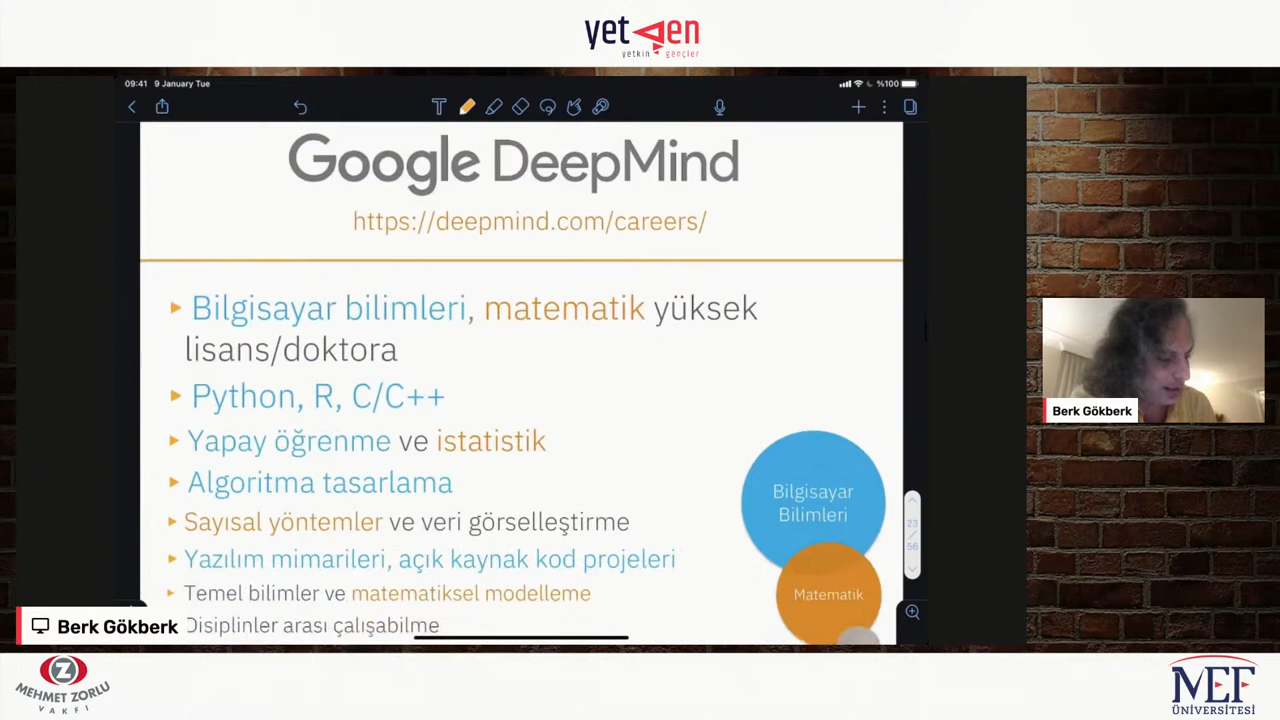 yetgen
yetkin gençler
09:41 9 January Tue
%100
Google DeepMind
https://deepmind.com/careers/
Bilgisayar bilimleri, matematik yüksek
lisans/doktora
Python, R, C/C++
Yapay öğrenme ve istatistik
Algoritma tasarlama
Sayısal yöntemler ve veri görselleştirme
Yazılım mimarileri, açık kaynak kod projeleri
Temel bilimler ve matematiksel modelleme
Disiplinler arası çalışabilme
Bilgisayar
Bilimleri
Matematik
23
/
56
Berk Gökberk
Berk Gökberk
MEHMET ZORLU
VAKFI
MEF
ÜNİVERSİTESİ